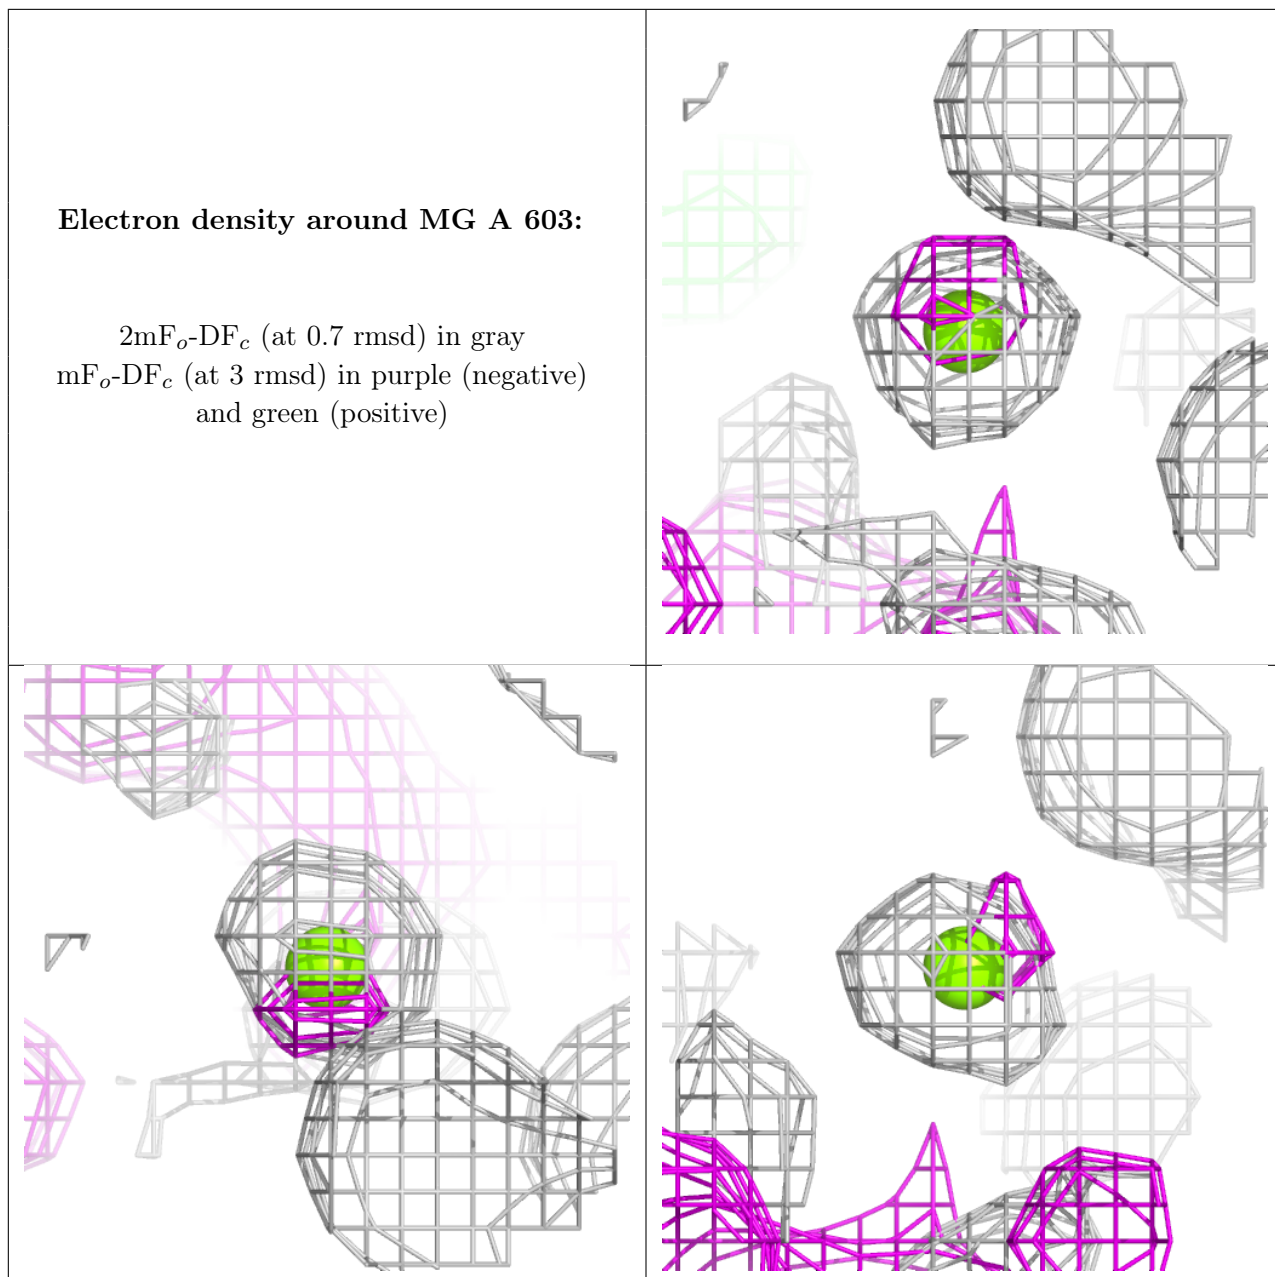 Electron density around MG A 603:
2mFo-DFc (at 0.7 rmsd) in gray
mFo-DFc (at 3 rmsd) in purple (negative)
and green (positive)